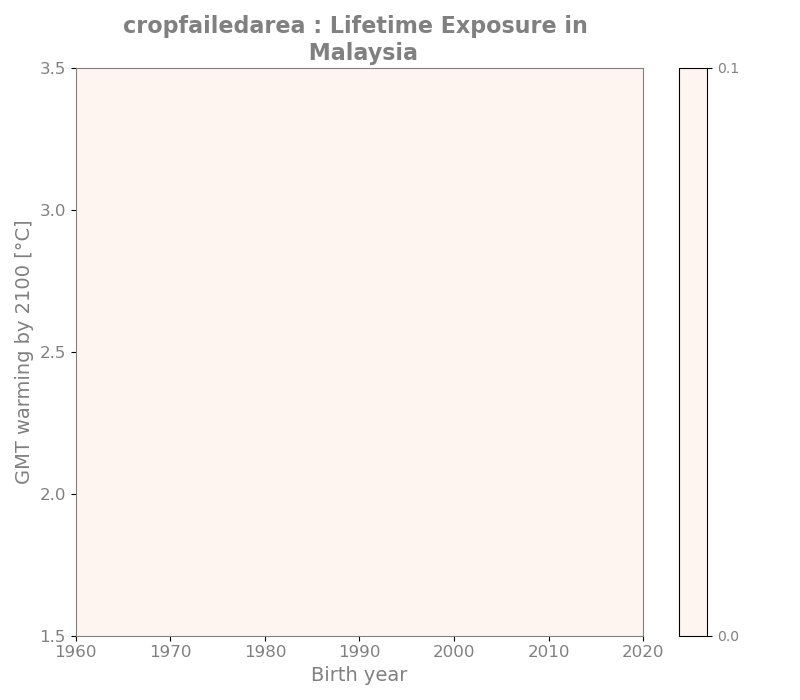 cropfailedarea : Lifetime Exposure in
Malaysia
3.5
3.0
2.5
2.0
1.5
GMT warming by 2100 [°C]
1960 1970 1980 1990 2000 2010 2020
Birth year
0.1
0.0